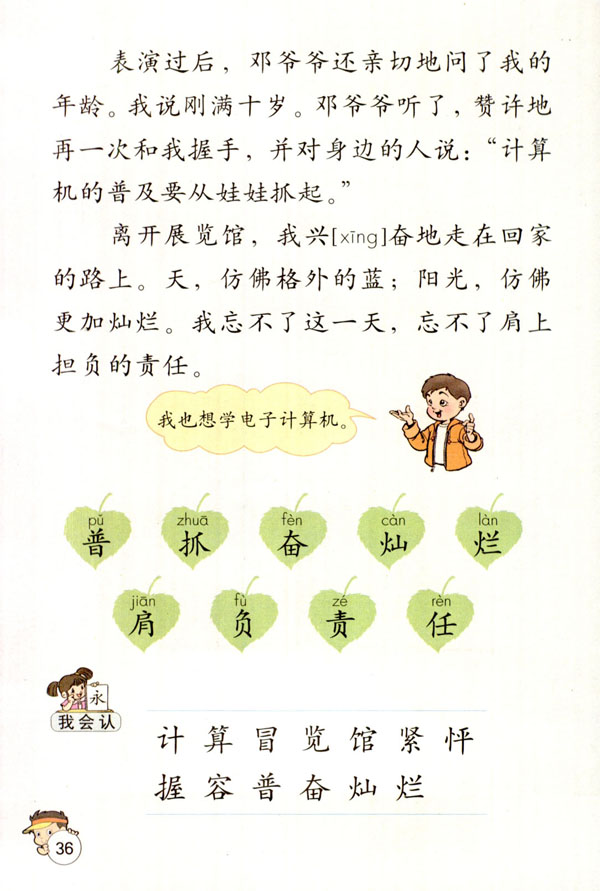 表演过后，邓爷爷还亲切地问了我的
年龄。我说刚满十岁。邓爷爷听了，赞许地
再一次和我握手，并对身边的人说：“计算
机的普及要从娃娃抓起。”
离开展览馆，我兴[xīng]奋地走在回家
的路上。天，仿佛格外的蓝；阳光，仿佛
更加灿烂。我忘不了这一天，忘不了肩上
担负的责任。
我也想学电子计算机。
pǔ zhuā fèn càn làn
普 抓 奋 灿 烂
jiān fù zé rèn
肩 负 责 任
永
我会认
计 算 冒 览 馆 紧 怦
握 容 普 奋 灿 烂
36